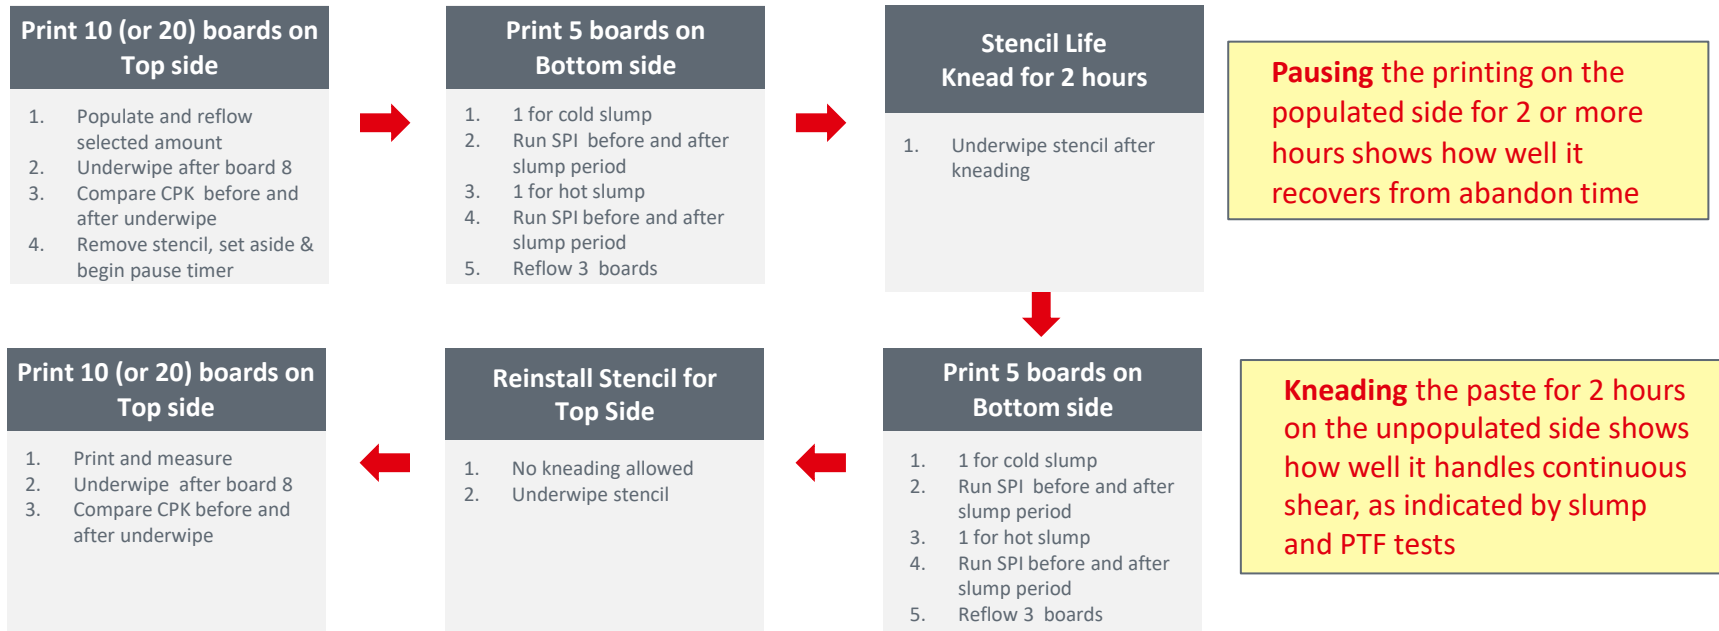 Print 10 (or 20) boards on
Top side
1. Populate and reflow
selected amount
2. Underwipe after board 8
3. Compare CPK before and
after underwipe
4. Remove stencil, set aside &
begin pause timer
Print 5 boards on
Bottom side
1. 1 for cold slump
2. Run SPI before and after
slump period
3. 1 for hot slump
4. Run SPI before and after
slump period
5. Reflow 3 boards
Stencil Life
Knead for 2 hours
1. Underwipe stencil after
kneading
Pausing the printing on the
populated side for 2 or more
hours shows how well it
recovers from abandon time
Print 10 (or 20) boards on
Top side
1. Print and measure
2. Underwipe after board 8
3. Compare CPK before and
after underwipe
Reinstall Stencil for
Top Side
1. No kneading allowed
2. Underwipe stencil
Print 5 boards on
Bottom side
1. 1 for cold slump
2. Run SPI before and after
slump period
3. 1 for hot slump
4. Run SPI before and after
slump period
5. Reflow 3 boards
Kneading the paste for 2 hours
on the unpopulated side shows
how well it handles continuous
shear, as indicated by slump
and PTF tests